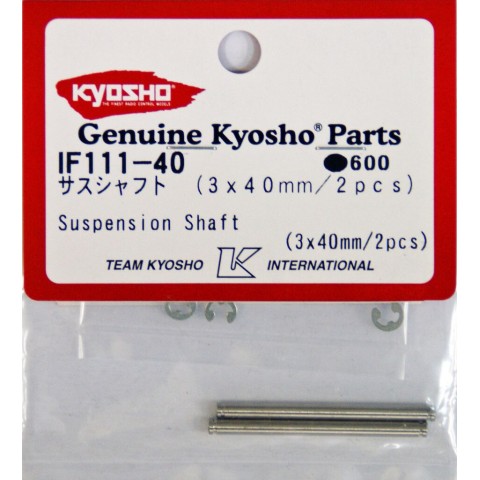 KYOSHO
THE FINEST RADIO CONTROL MODELS
Genuine Kyosho® Parts
IF111-40 ●600
サスシャフト (3x40mm/2pcs)
Suspension Shaft
(3x40mm/2pcs)
TEAM KYOSHO K INTERNATIONAL